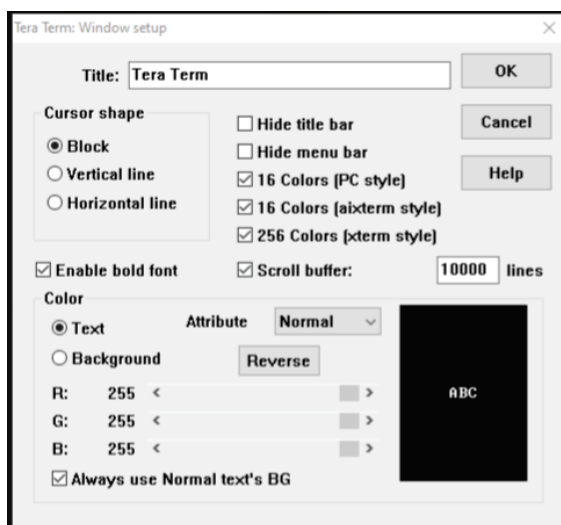 Tera Term: Window setup
Title: Tera Term
OK
Cursor shape
Block
Vertical line
Horizontal line
Hide title bar
Hide menu bar
16 Colors (PC style)
16 Colors (aixterm style)
256 Colors (xterm style)
Cancel
Help
Enable bold font
Scroll buffer: 10000 lines
Color
Text
Background
Attribute Normal
Reverse
R: 255 < >
G: 255 < >
B: 255 < >
ABC
Always use Normal text's BG